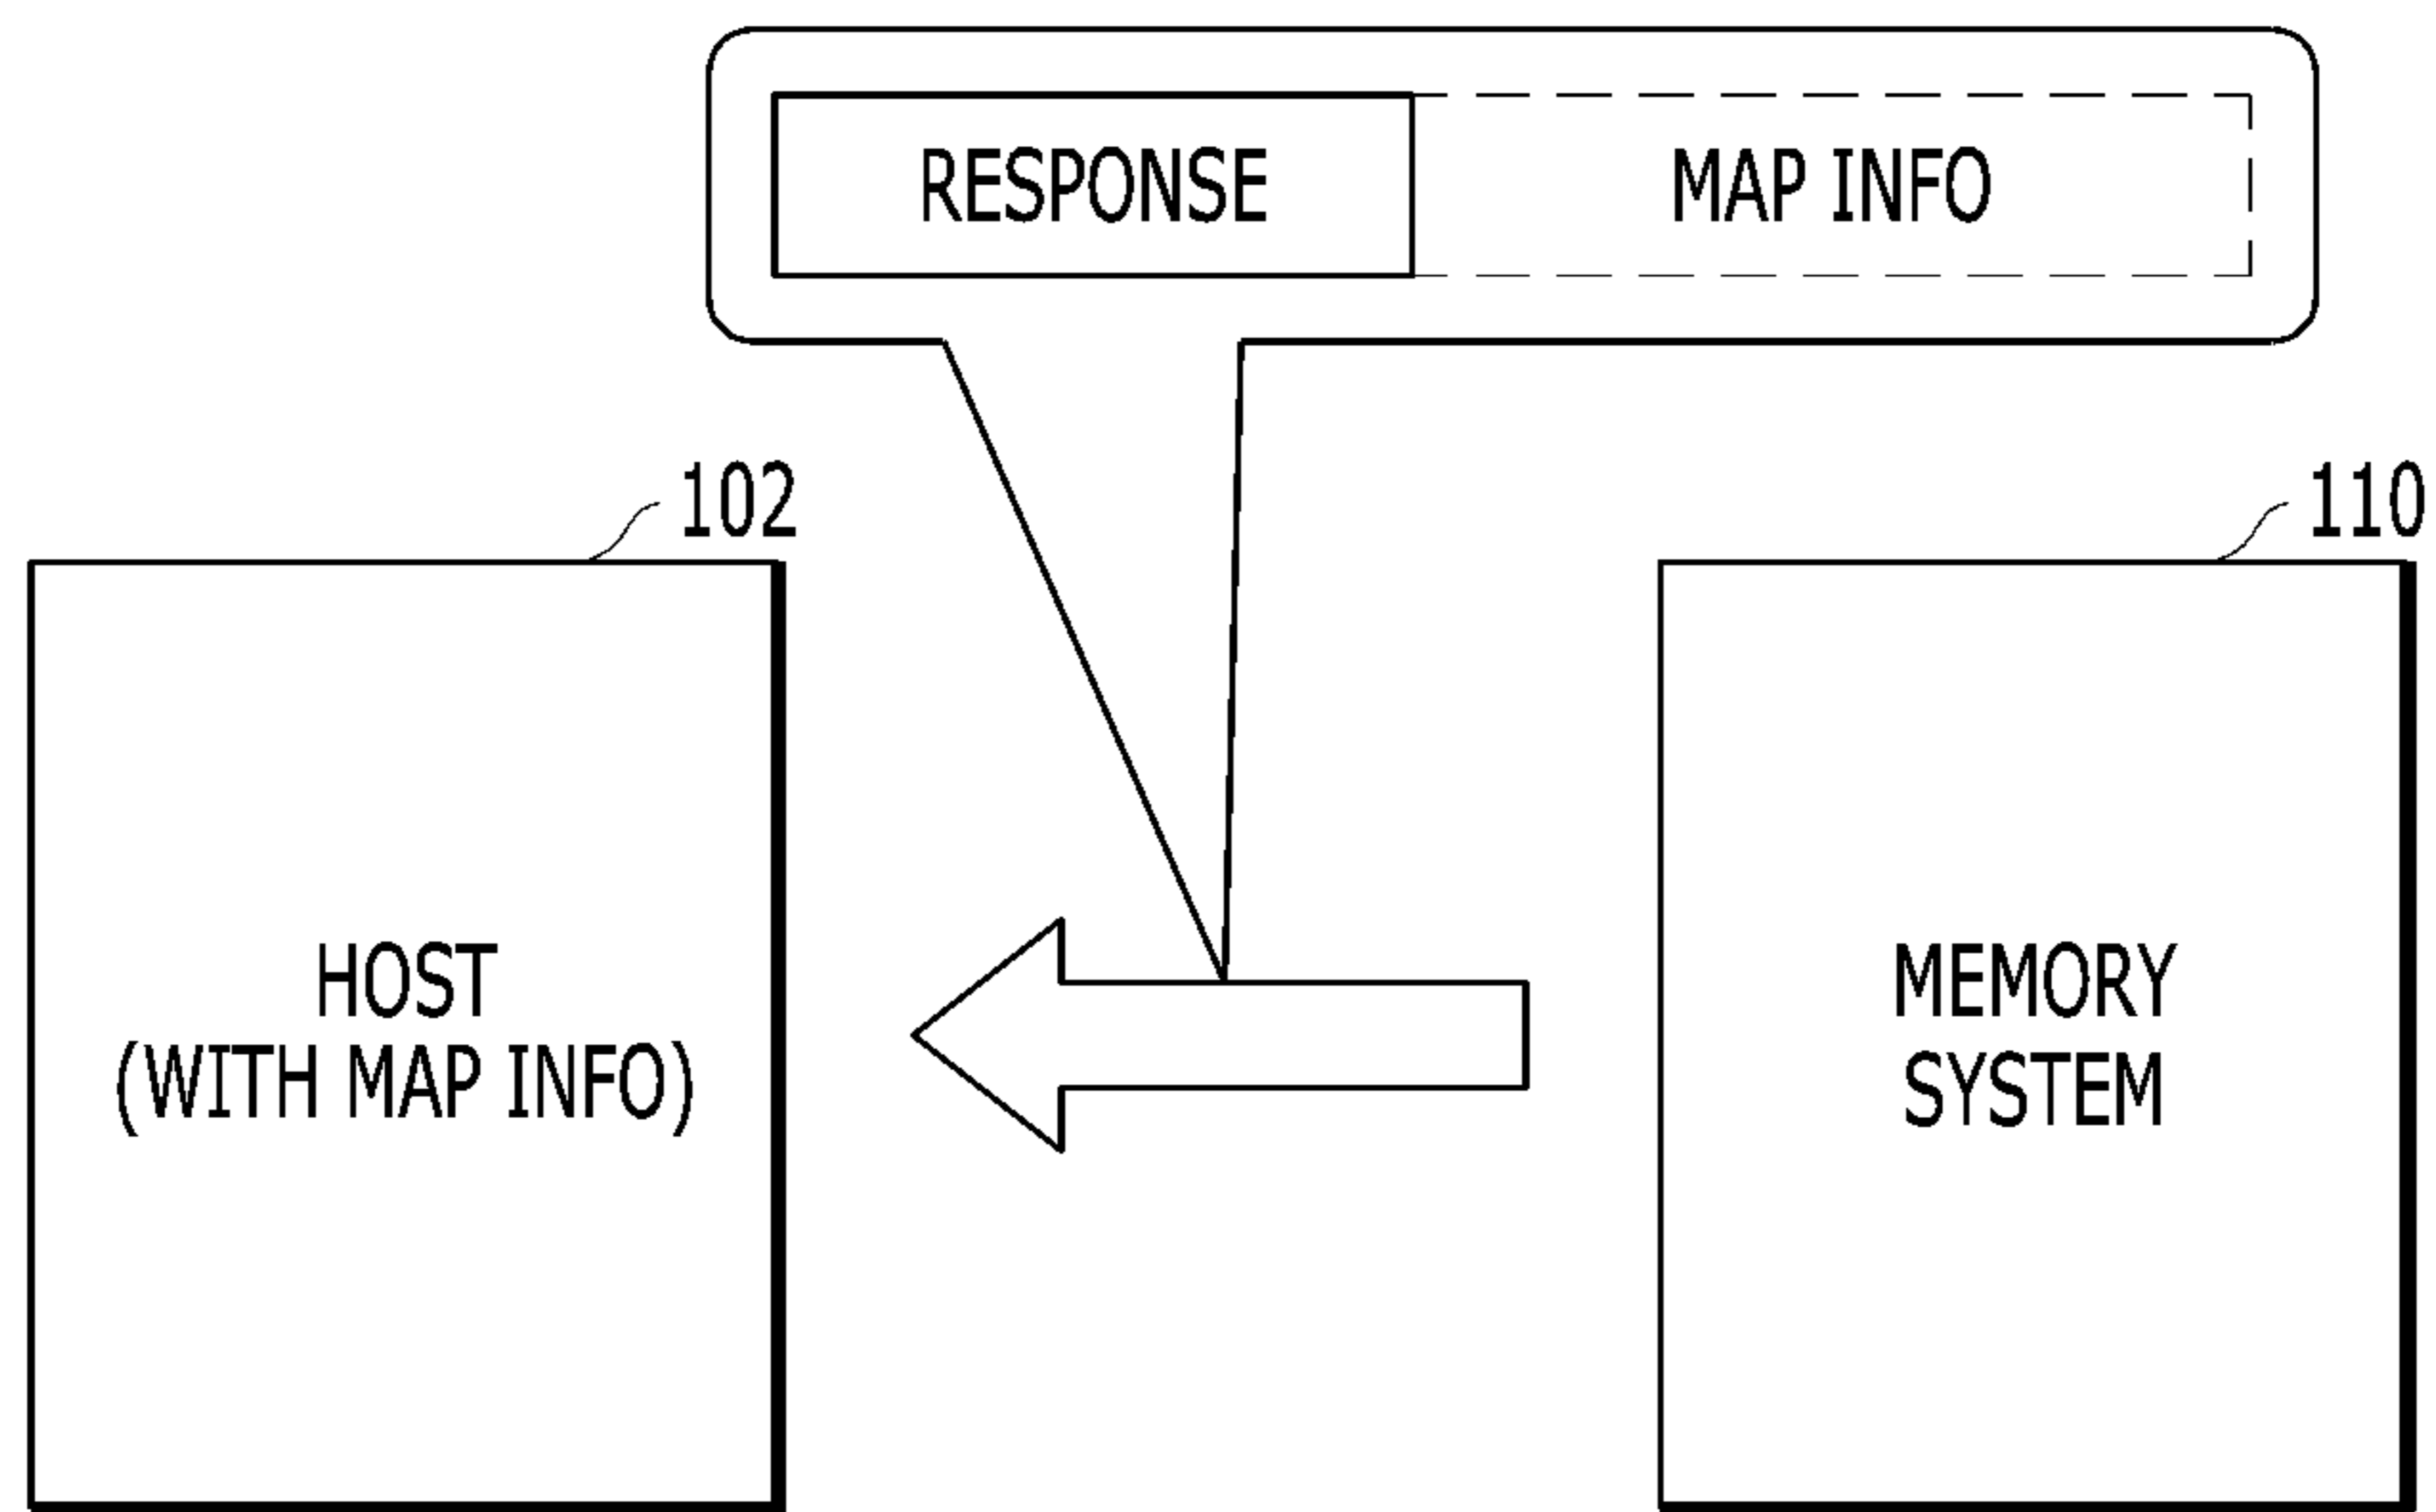 RESPONSE MAP INFO
102
110
HOST
(WITH MAP INFO)
MEMORY
SYSTEM